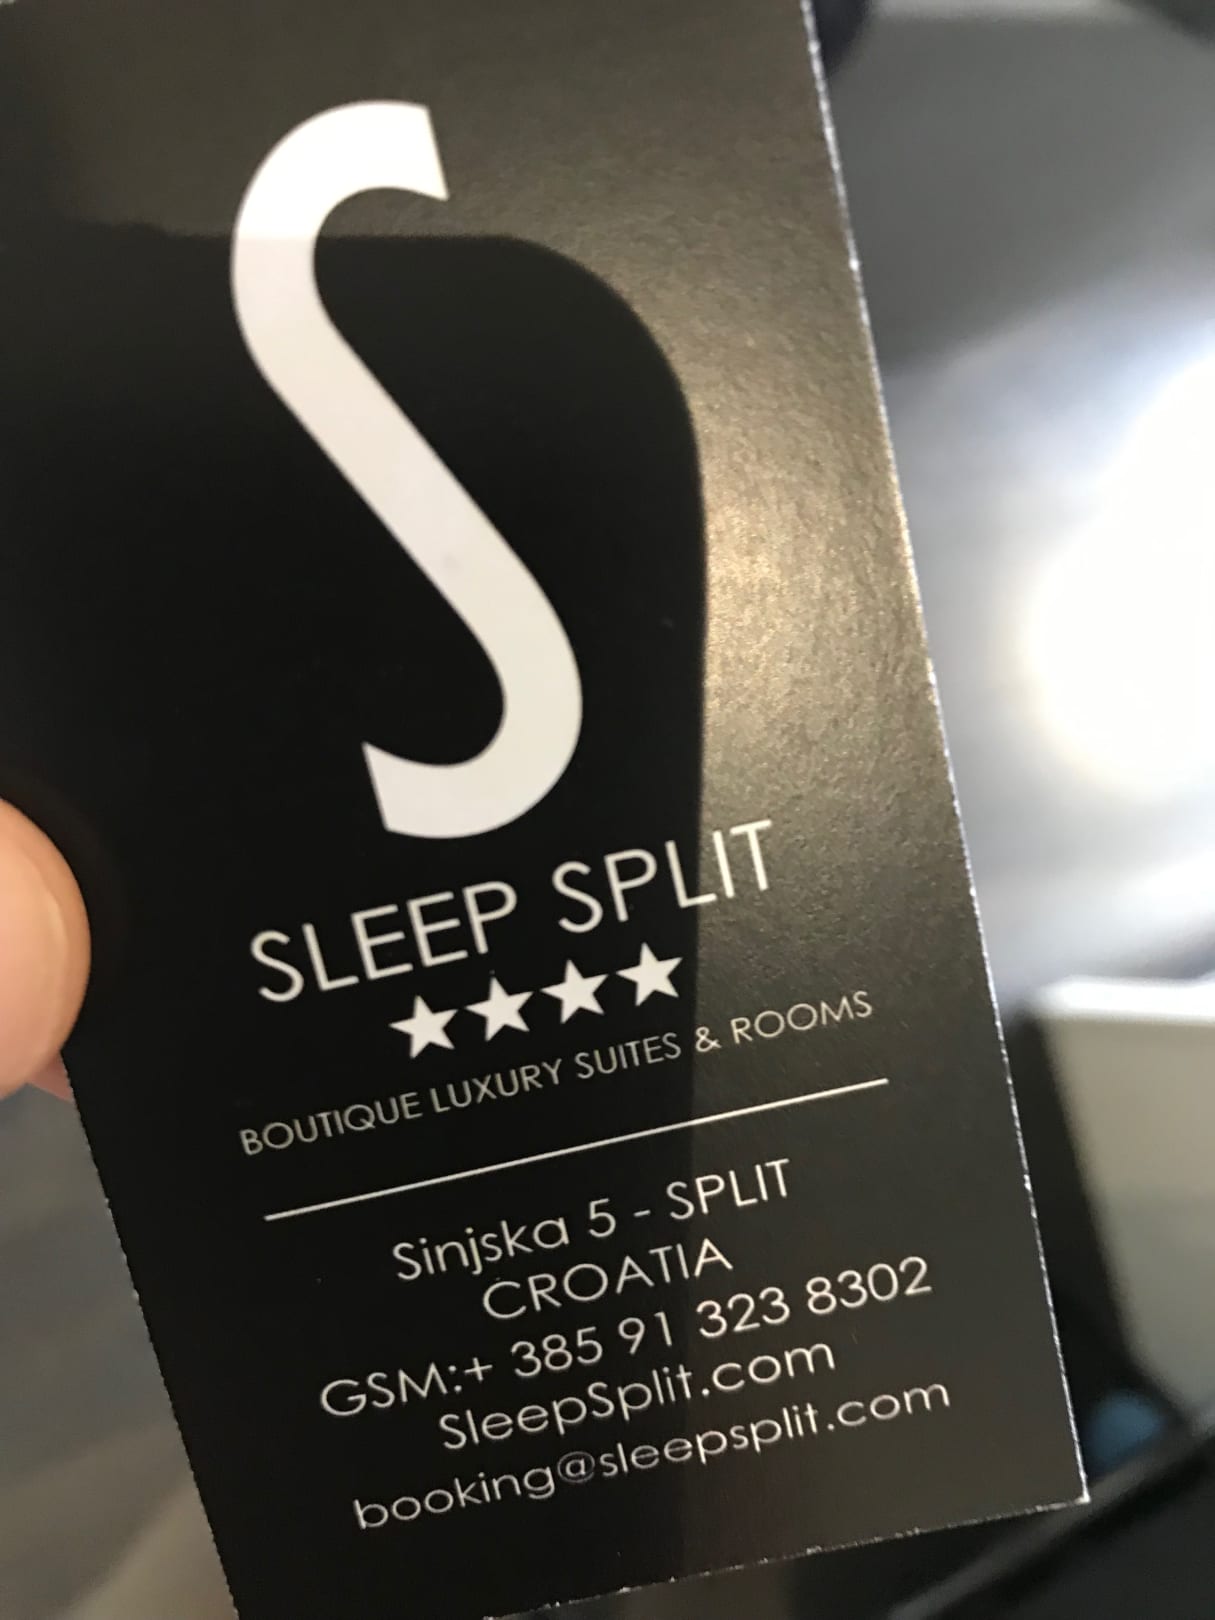 S
SLEEP SPLIT
★★★★
BOUTIQUE LUXURY SUITES & ROOMS
Sinjska 5 - SPLIT
CROATIA
GSM:+ 385 91 323 8302
SleepSplit.com
booking@sleepsplit.com